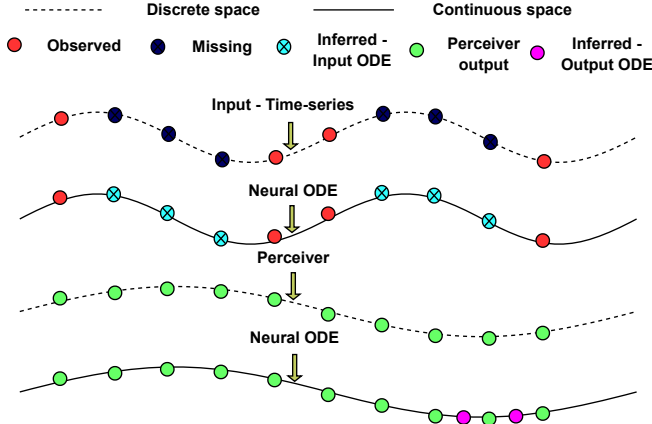 Discrete space
Continuous space
Observed
Missing
Inferred -
Input ODE
Perceiver
output
Inferred -
Output ODE
Input - Time-series
Neural ODE
Perceiver
Neural ODE